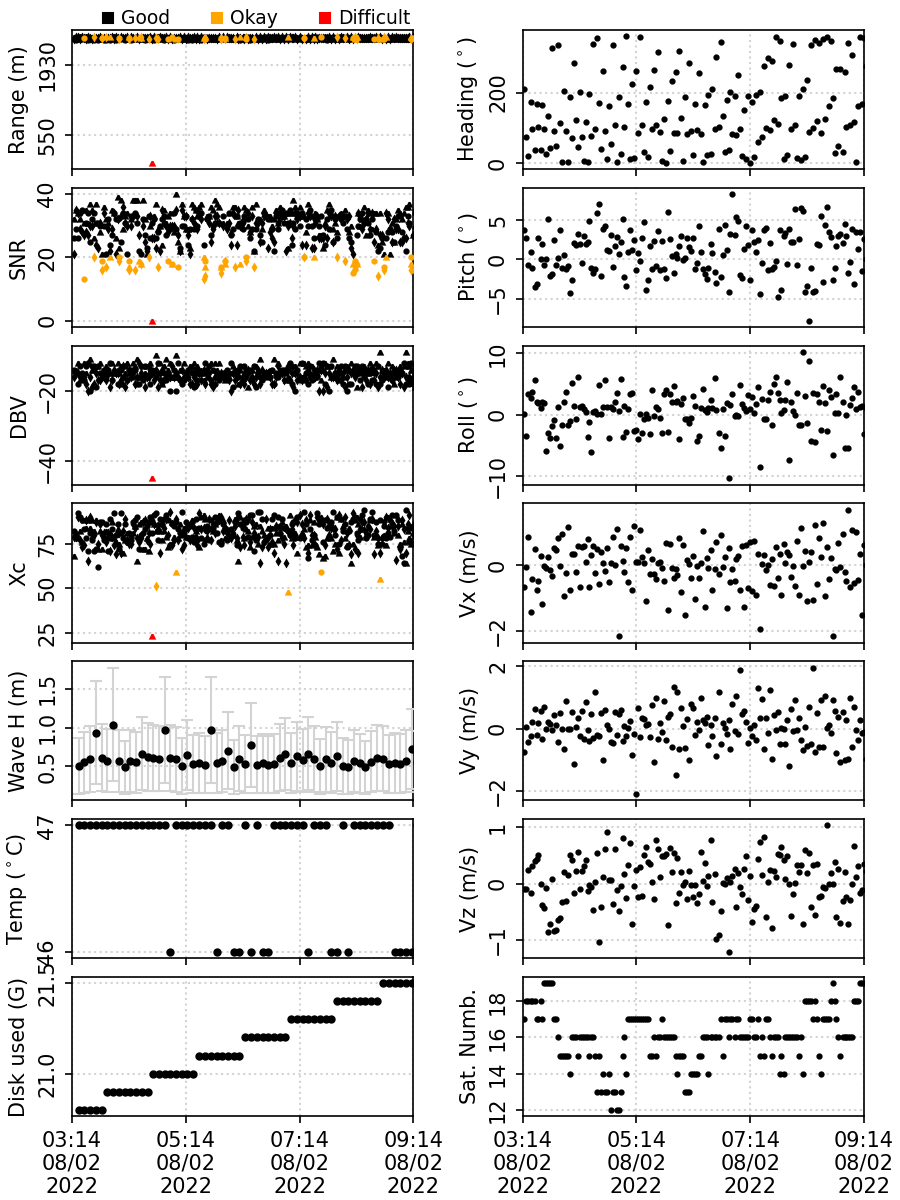 Good Okay Difficult
Range (m)
1930
550
Heading (°)
200
0
SNR
40
20
0
Pitch (°)
5
0
−5
DBV
−20
−40
Roll (°)
10
0
−10
Xc
75
50
25
Vx (m/s)
0
−2
Wave H (m)
1.5
1.0
0.5
Vy (m/s)
2
0
−2
Temp (°C)
47
46
Vz (m/s)
1
0
−1
Disk used (G)
21.5
21.0
Sat. Numb.
18
16
14
12
03:14 05:14 07:14 09:14 03:14 05:14 07:14 09:14
08/02 08/02 08/02 08/02 08/02 08/02 08/02 08/02
2022 2022 2022 2022 2022 2022 2022 2022